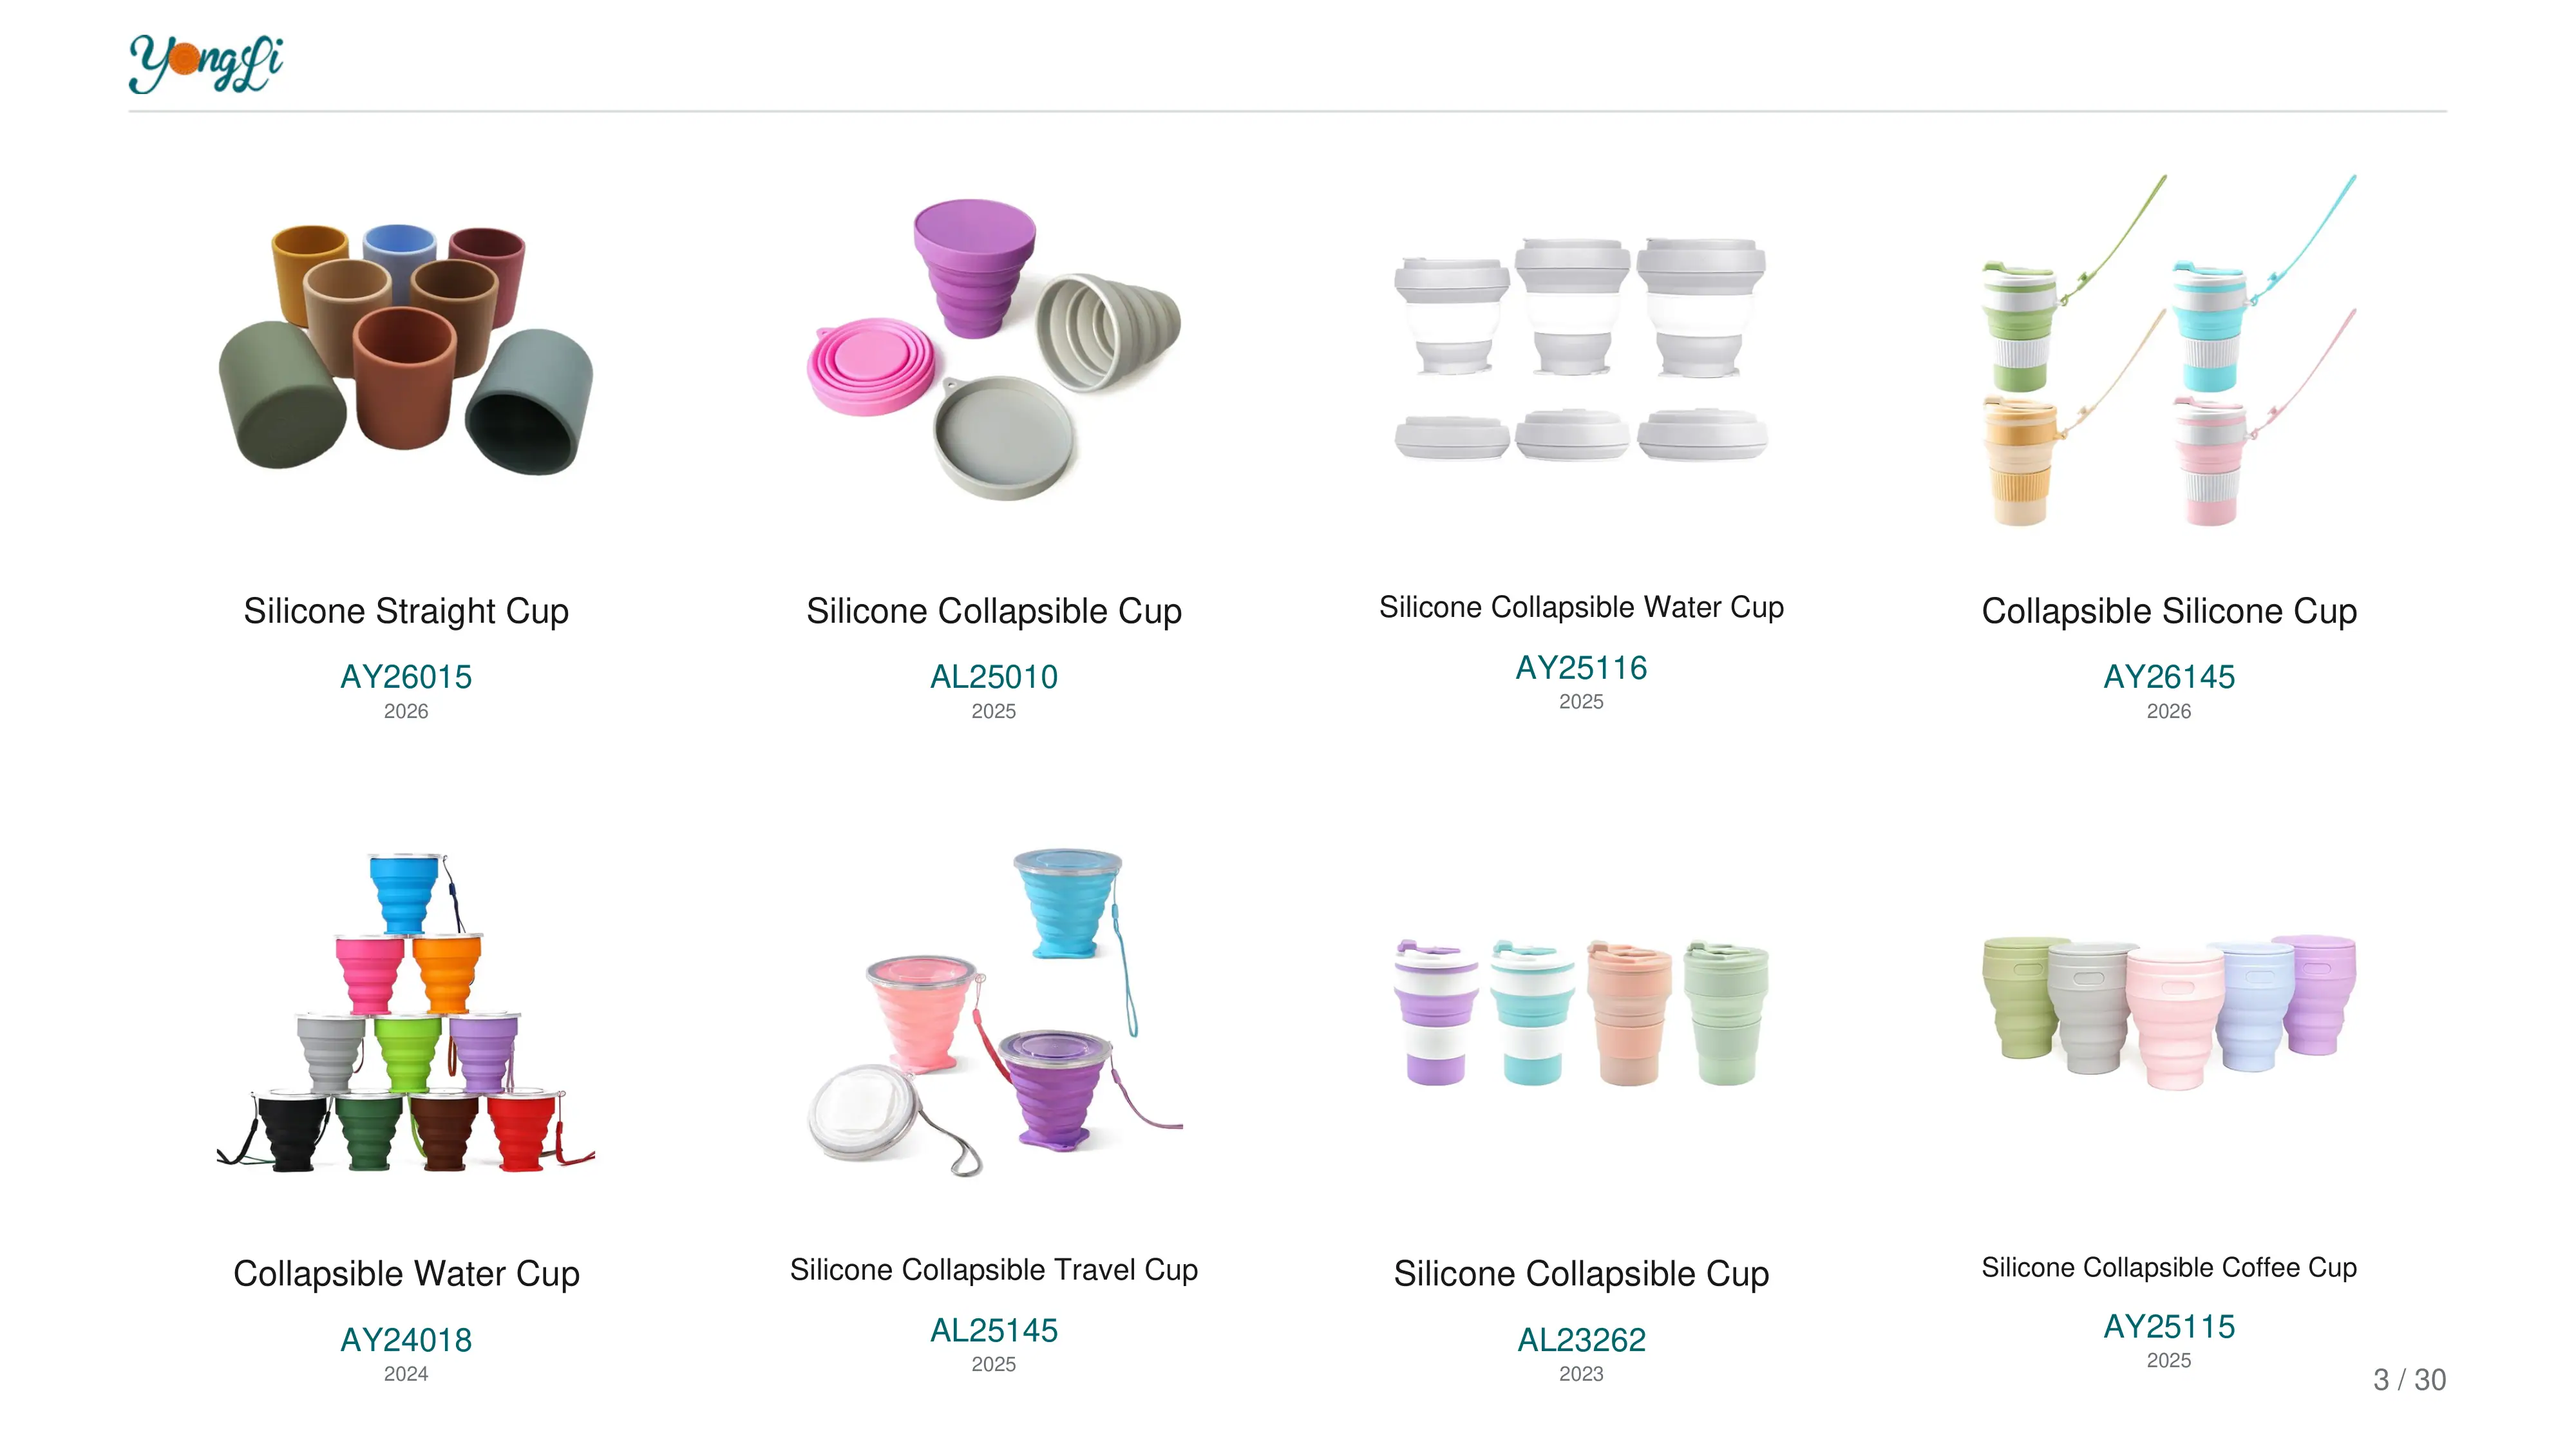 YongLi
Silicone Straight Cup
AY26015
2026
Silicone Collapsible Cup
AL25010
2025
Silicone Collapsible Water Cup
AY25116
2025
Collapsible Silicone Cup
AY26145
2026
Collapsible Water Cup
AY24018
2024
Silicone Collapsible Travel Cup
AL25145
2025
Silicone Collapsible Cup
AL23262
2023
Silicone Collapsible Coffee Cup
AY25115
2025
3 / 30